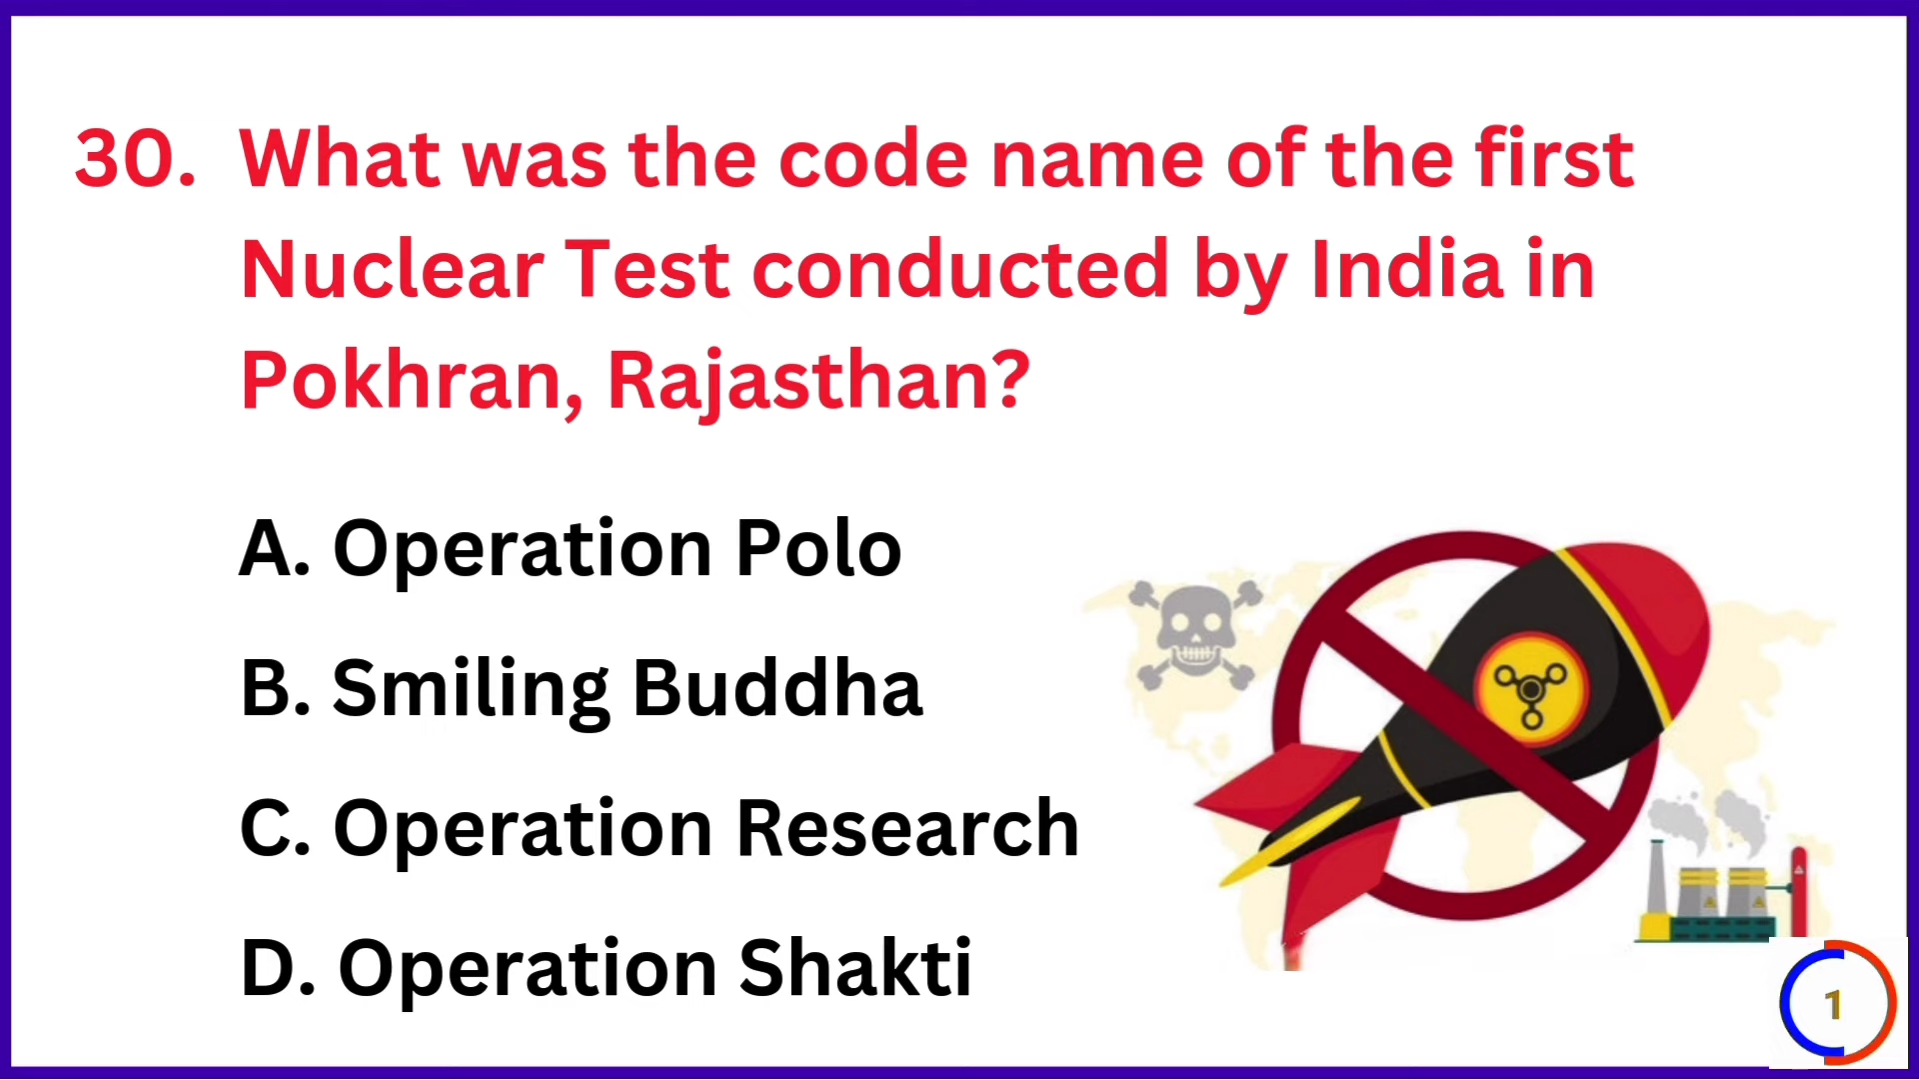 30. What was the code name of the first
Nuclear Test conducted by India in
Pokhran, Rajasthan?
A. Operation Polo
B. Smiling Buddha
C. Operation Research
D. Operation Shakti
1